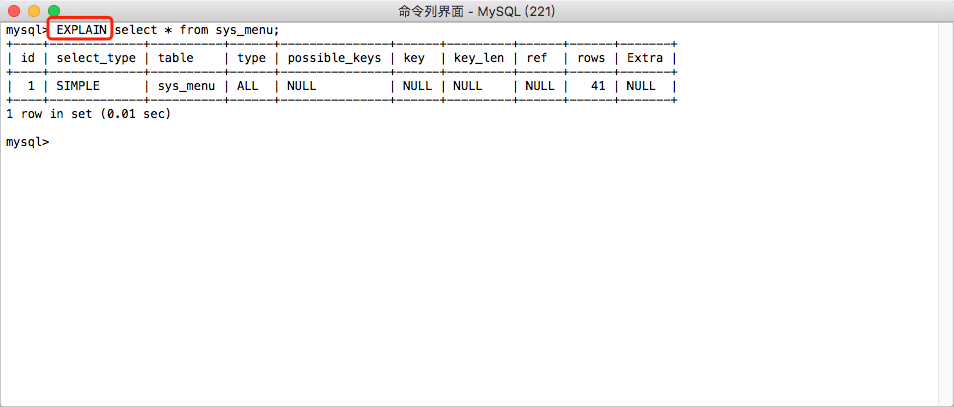 命令列界面 - MySQL (221)
mysql> EXPLAIN select * from sys_menu;
+----+-------------+----------+------+---------------+------+---------+------+------+-------+
| id | select_type | table    | type | possible_keys | key  | key_len | ref  | rows | Extra |
+----+-------------+----------+------+---------------+------+---------+------+------+-------+
|  1 | SIMPLE      | sys_menu | ALL  | NULL          | NULL | NULL    | NULL |   41 | NULL  |
+----+-------------+----------+------+---------------+------+---------+------+------+-------+
1 row in set (0.01 sec)
mysql>